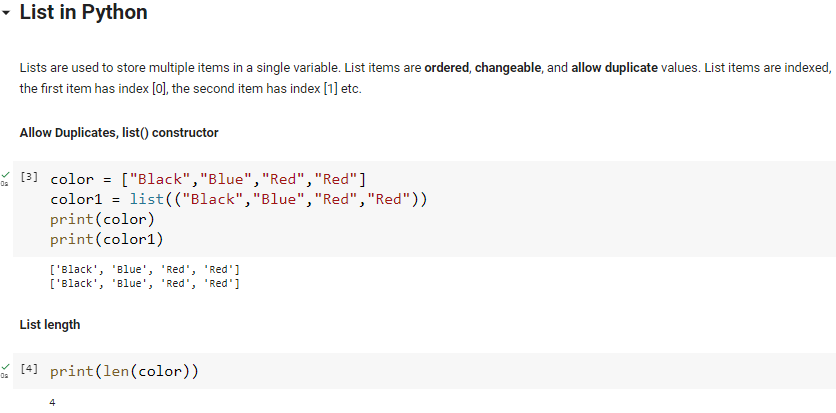 List in Python
Lists are used to store multiple items in a single variable. List items are ordered, changeable, and allow duplicate values. List items are indexed,
the first item has index [0], the second item has index [1] etc.
Allow Duplicates, list() constructor
[3] color = ["Black","Blue","Red","Red"]
0s
color1 = list(("Black","Blue","Red","Red"))
print(color)
print(color1)
['Black', 'Blue', 'Red', 'Red']
['Black', 'Blue', 'Red', 'Red']
List length
[4] print(len(color))
0s
4